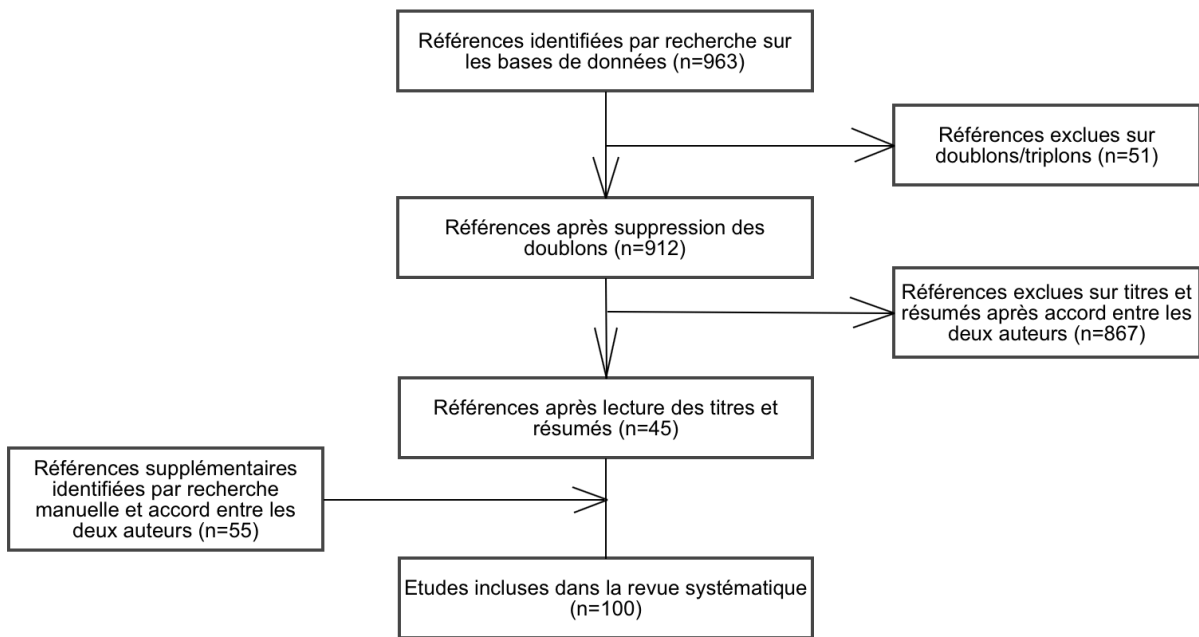 Références identifiées par recherche sur
les bases de données (n=963)
Références exclues sur
doublons/triplons (n=51)
Références après suppression des
doublons (n=912)
Références exclues sur titres et
résumés après accord entre les
deux auteurs (n=867)
Références après lecture des titres et
résumés (n=45)
Références supplémentaires
identifiées par recherche
manuelle et accord entre les
deux auteurs (n=55)
Etudes incluses dans la revue systématique
(n=100)